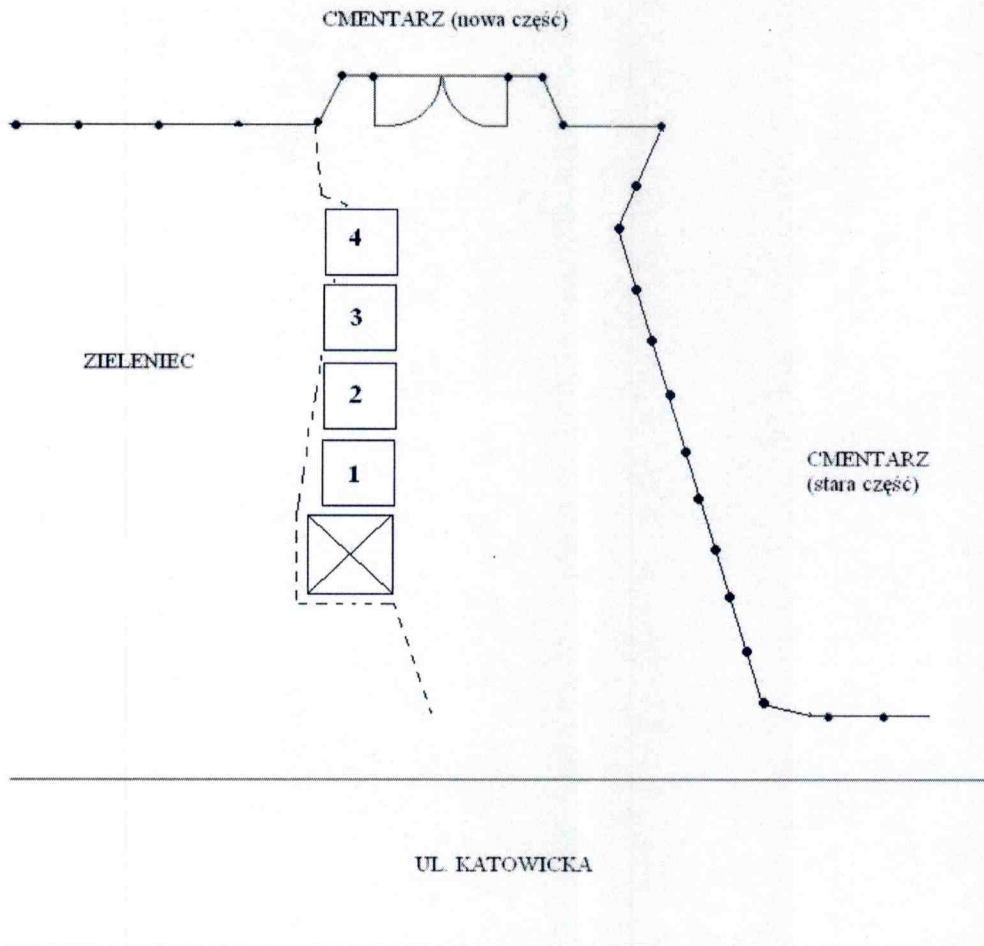 CMENTARZ (nowa część)
4
3
ZIELENIEC
2
1
CMENTARZ
(stara część)
UL. KATOWICKA